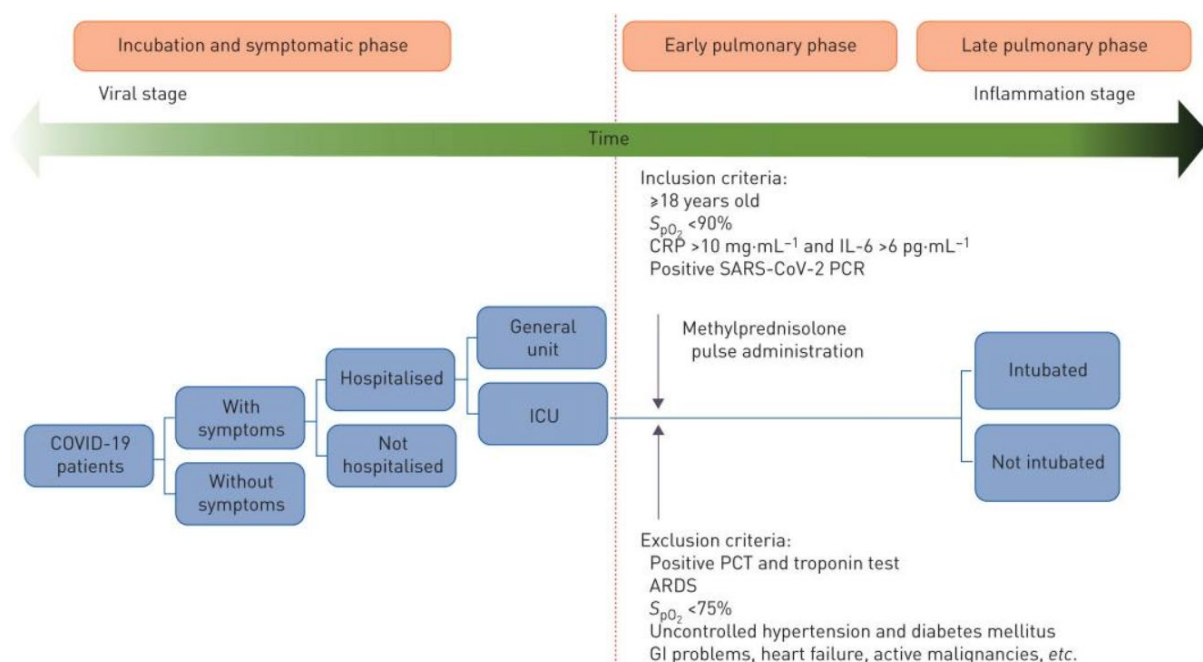 Incubation and symptomatic phase
Early pulmonary phase
Late pulmonary phase
Viral stage
Inflammation stage
Time
Inclusion criteria:
≥18 years old
SpO2 <90%
CRP >10 mg·mL−1 and IL-6 >6 pg·mL−1
Positive SARS-CoV-2 PCR
Methylprednisolone
pulse administration
COVID-19
patients
With
symptoms
Without
symptoms
Hospitalised
Not
hospitalised
General
unit
ICU
Intubated
Not intubated
Exclusion criteria:
Positive PCT and troponin test
ARDS
SpO2 <75%
Uncontrolled hypertension and diabetes mellitus
GI problems, heart failure, active malignancies, etc.